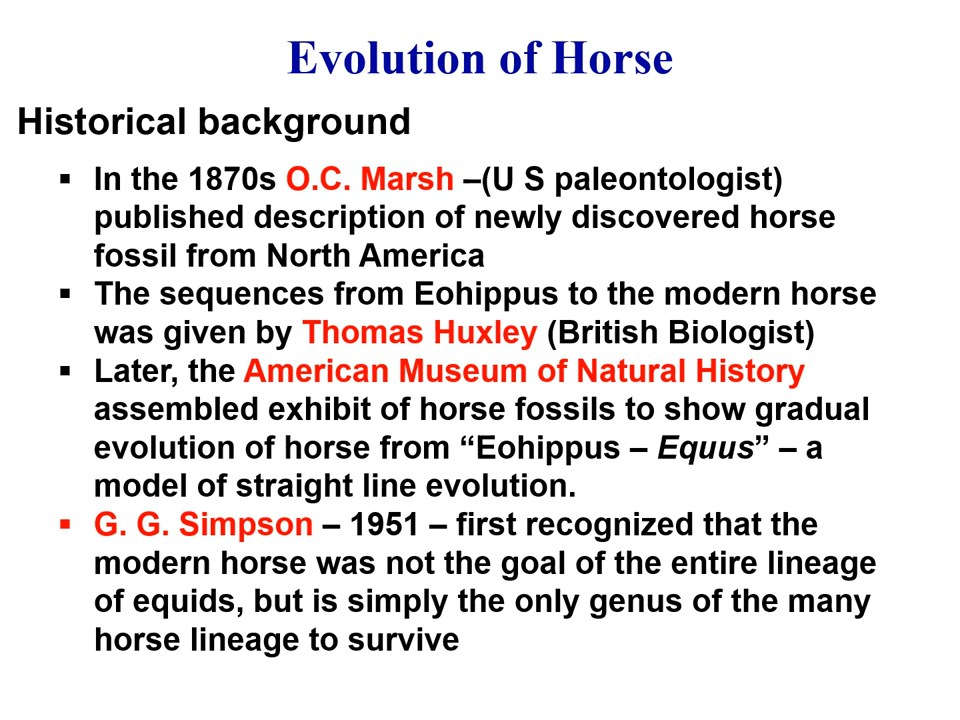 Evolution of Horse
Historical background
▪ In the 1870s O.C. Marsh –(U S paleontologist)
published description of newly discovered horse
fossil from North America
▪ The sequences from Eohippus to the modern horse
was given by Thomas Huxley (British Biologist)
▪ Later, the American Museum of Natural History
assembled exhibit of horse fossils to show gradual
evolution of horse from “Eohippus – Equus” – a
model of straight line evolution.
▪ G. G. Simpson – 1951 – first recognized that the
modern horse was not the goal of the entire lineage
of equids, but is simply the only genus of the many
horse lineage to survive